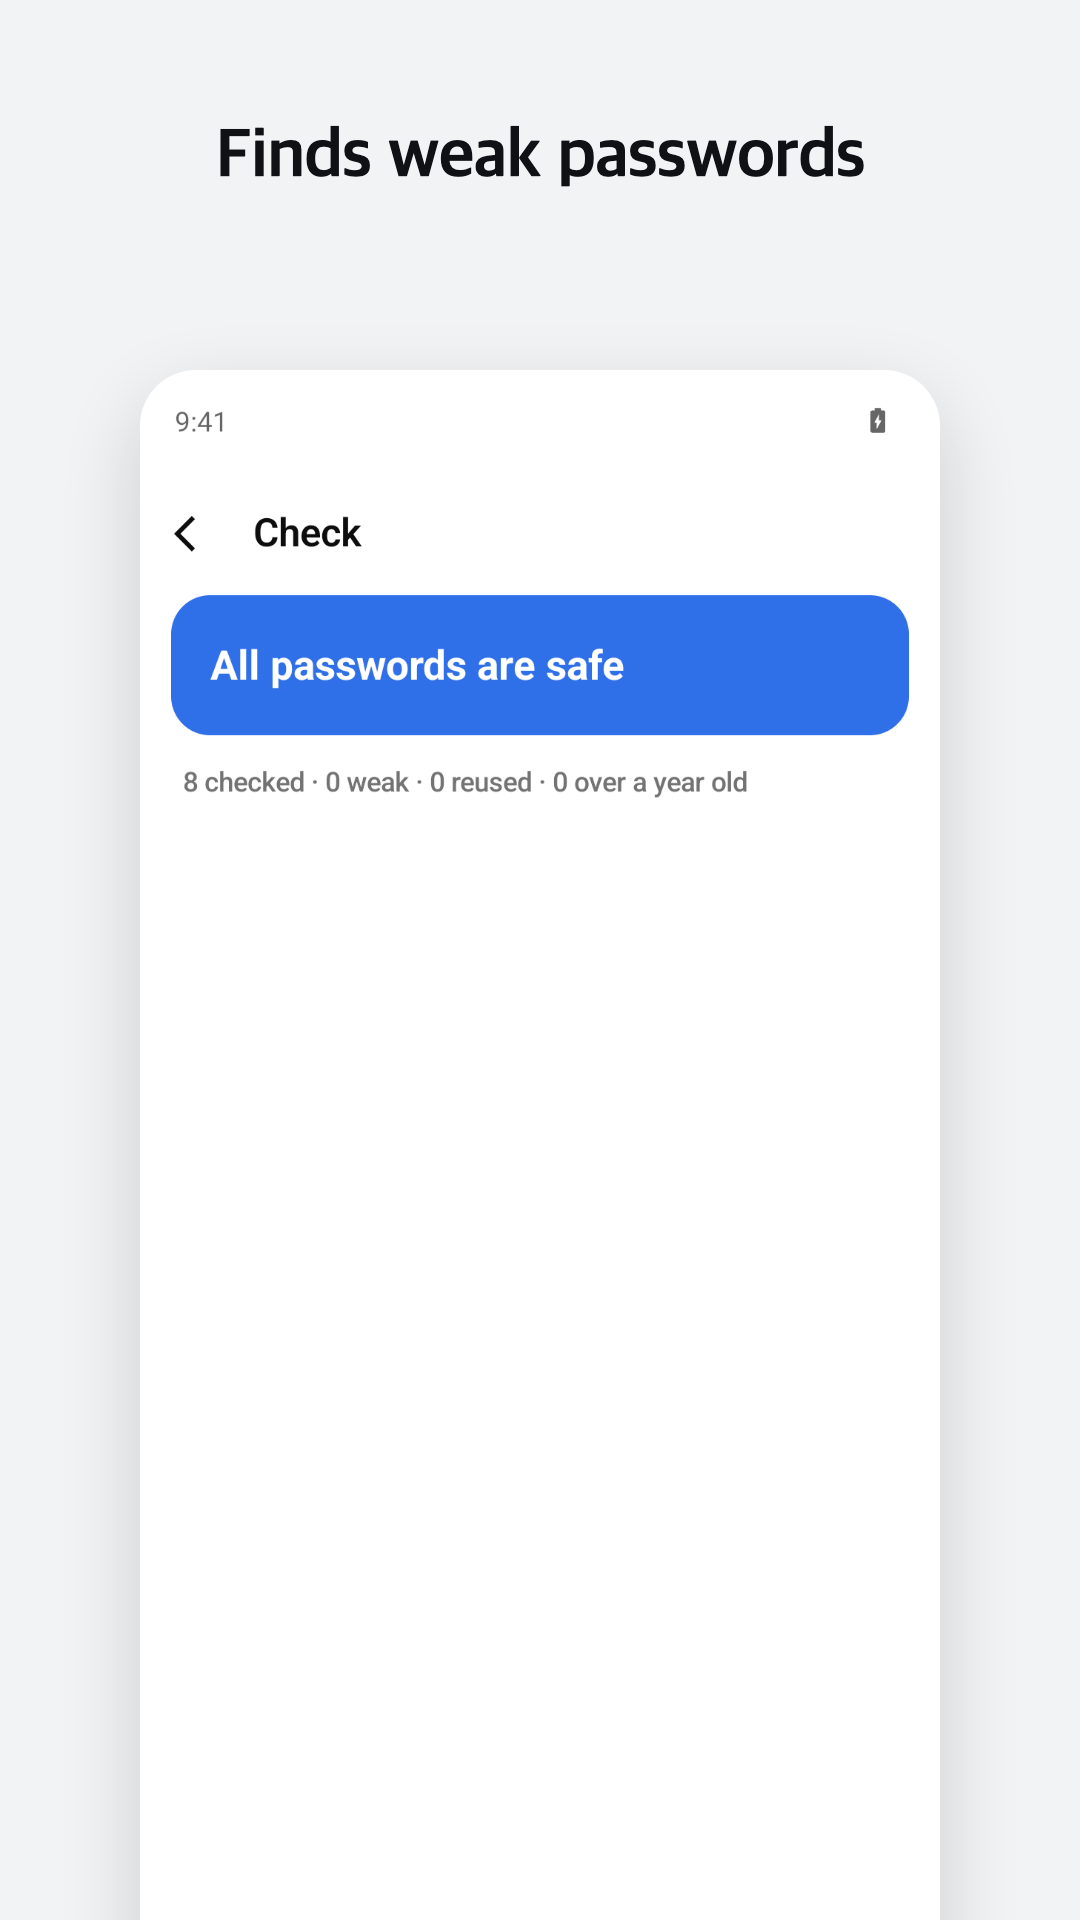 Finds weak passwords
9:41
Check
All passwords are safe
8 checked · 0 weak · 0 reused · 0 over a year old